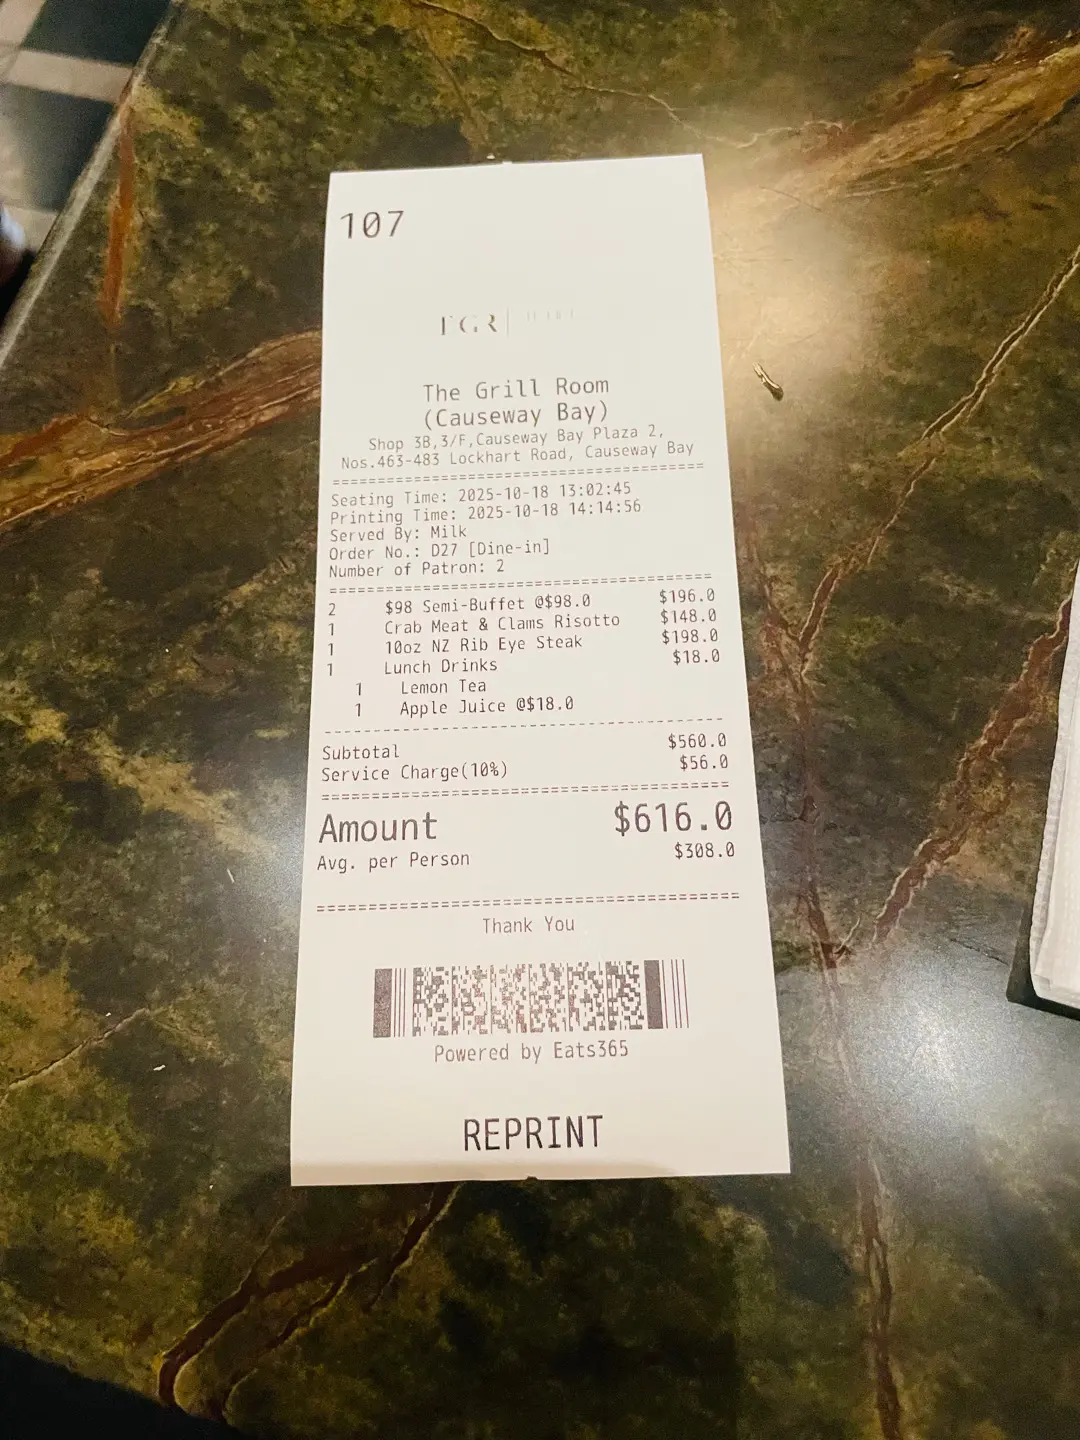 107
The Grill Room
(Causeway Bay)
Shop 3B,3/F,Causeway Bay Plaza 2,
Nos.463-483 Lockhart Road, Causeway Bay
Seating Time: 2025-10-18 13:02:45
Printing Time: 2025-10-18 14:14:56
Served By: Milk
Order No.: D27 [Dine-in]
Number of Patron: 2
2 $98 Semi-Buffet @$98.0 $196.0
1 Crab Meat & Clams Risotto $148.0
1 10oz NZ Rib Eye Steak $198.0
1 Lunch Drinks $18.0
1 Lemon Tea
1 Apple Juice @$18.0
Subtotal $560.0
Service Charge(10%) $56.0
Amount $616.0
Avg. per Person $308.0
Thank You
Powered by Eats365
REPRINT